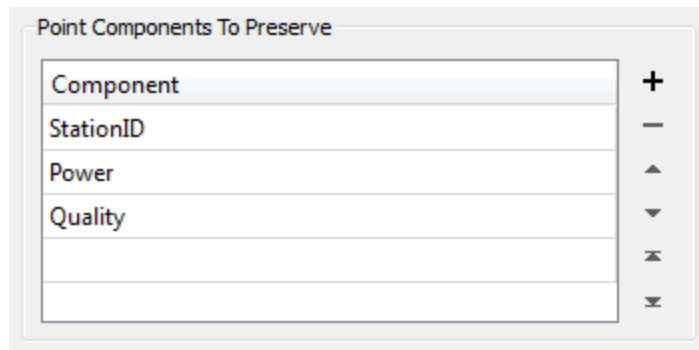 Point Components To Preserve
Component
StationID
Power
Quality